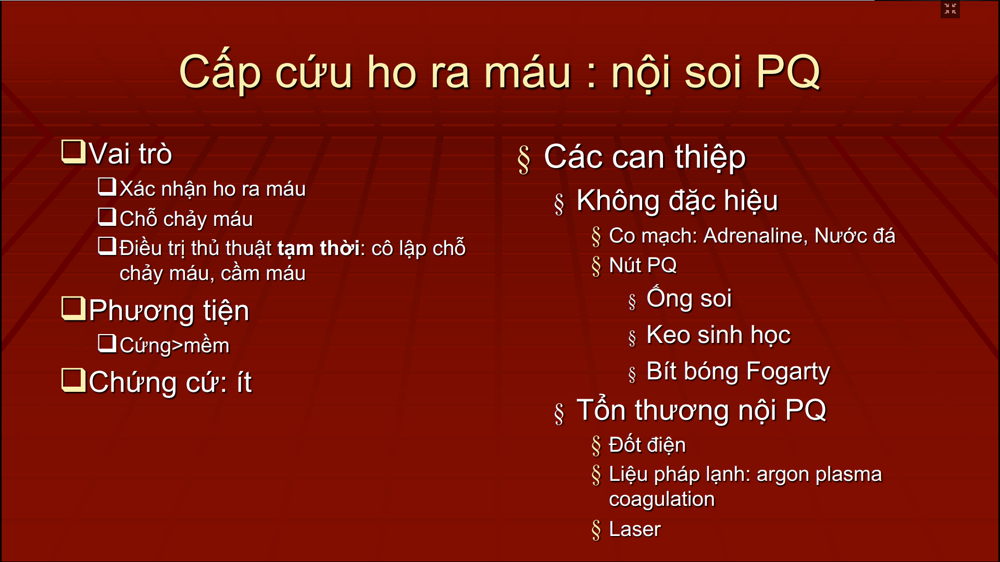 Cấp cứu ho ra máu : nội soi PQ
❑Vai trò
❑Xác nhận ho ra máu
❑Chỗ chảy máu
❑Điều trị thủ thuật tạm thời: cô lập chỗ
chảy máu, cầm máu
❑Phương tiện
❑Cứng>mềm
❑Chứng cứ: ít
§ Các can thiệp
§ Không đặc hiệu
§ Co mạch: Adrenaline, Nước đá
§ Nút PQ
§ Ống soi
§ Keo sinh học
§ Bít bóng Fogarty
§ Tổn thương nội PQ
§ Đốt điện
§ Liệu pháp lạnh: argon plasma
coagulation
§ Laser